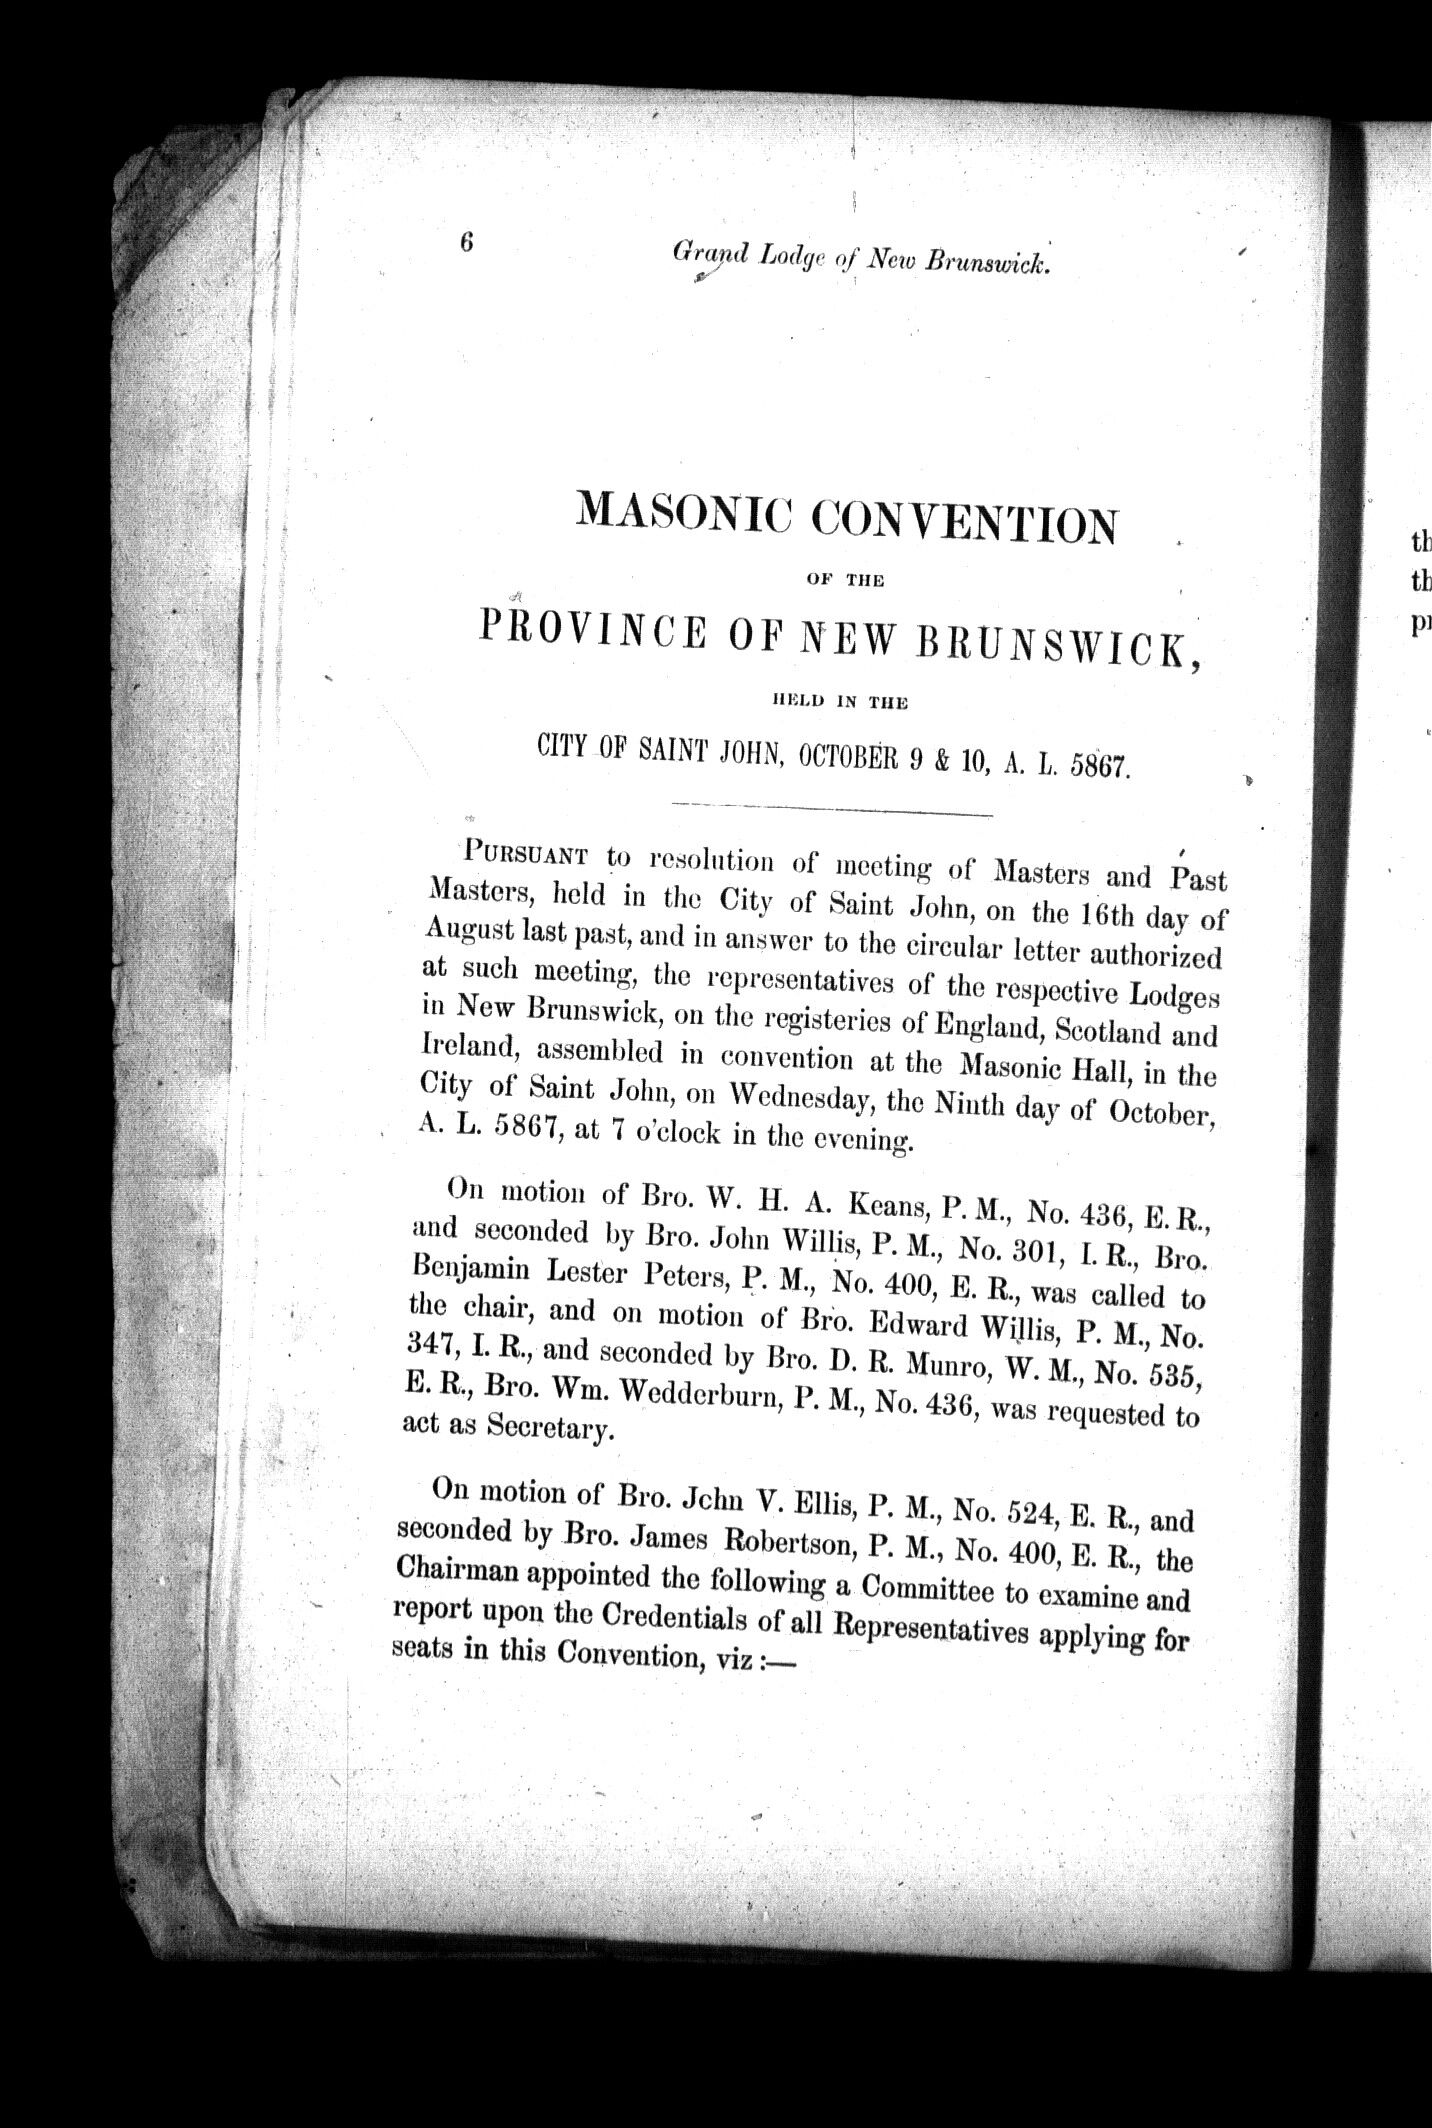 6
Grand Lodge of New Brunswick.
MASONIC CONVENTION
OF THE
PROVINCE OF NEW BRUNSWICK,
HELD IN THE
CITY OF SAINT JOHN, OCTOBER 9 & 10, A. L. 5867.
PURSUANT to resolution of meeting of Masters and Past
Masters, held in the City of Saint John, on the 16th day of
August last past, and in answer to the circular letter authorized
at such meeting, the representatives of the respective Lodges
in New Brunswick, on the registeries of England, Scotland and
Ireland, assembled in convention at the Masonic Hall, in the
City of Saint John, on Wednesday, the Ninth day of October,
A. L. 5867, at 7 o'clock in the evening.
On motion of Bro. W. H. A. Keans, P. M., No. 436, E. R.,
and seconded by Bro. John Willis, P. M., No. 301, I. R., Bro.
Benjamin Lester Peters, P. M., No. 400, E. R., was called to
the chair, and on motion of Bro. Edward Willis, P. M., No.
347, I. R., and seconded by Bro. D. R. Munro, W. M., No. 535,
E. R., Bro. Wm. Wedderburn, P. M., No. 436, was requested to
act as Secretary.
On motion of Bro. John V. Ellis, P. M., No. 524, E. R., and
seconded by Bro. James Robertson, P. M., No. 400, E. R., the
Chairman appointed the following a Committee to examine and
report upon the Credentials of all Representatives applying for
seats in this Convention, viz :—
th
th